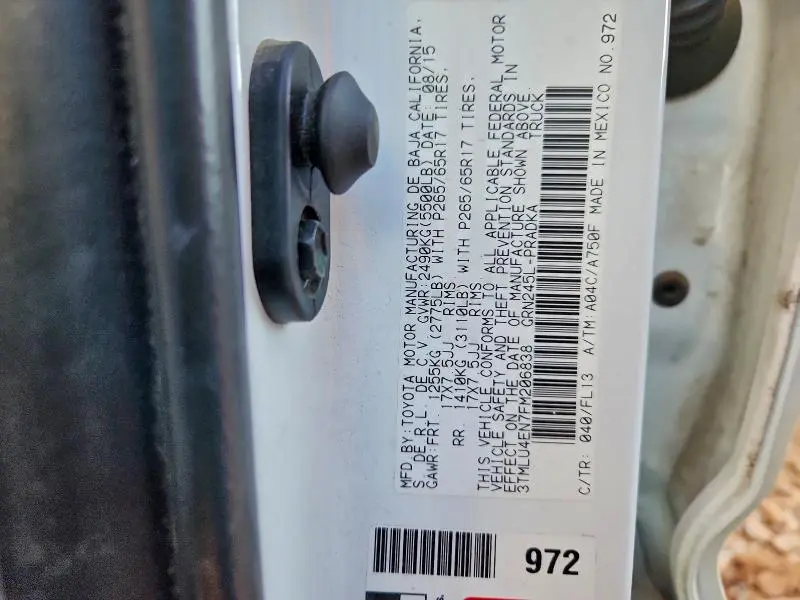 MFD BY:TOYOTA MOTOR MANUFACTURING DE BAJA CALIFORNIA,
S. DE R.L. DE C.V GVWR:2490KG(5500LB) DATE: 08/15
GAWR:FRT. 1255KG (2775LB) WITH P265/65R17 TIRES,
17X7.5JJ RIMS
RR. 1410KG (3110LB) WITH P265/65R17 TIRES,
17X7.5JJ RIMS
THIS VEHICLE CONFORMS TO ALL APPLICABLE FEDERAL MOTOR
VEHICLE SAFETY AND THEFT PREVENTION STANDARDS IN
EFFECT ON THE DATE OF MANUFACTURE SHOWN ABOVE.
3TMLU4EN7FM206838 GRN245L-PRADKA TRUCK
C/TR: 040/FL13 A/TM:A04C/A750F MADE IN MEXICO NO.972
972